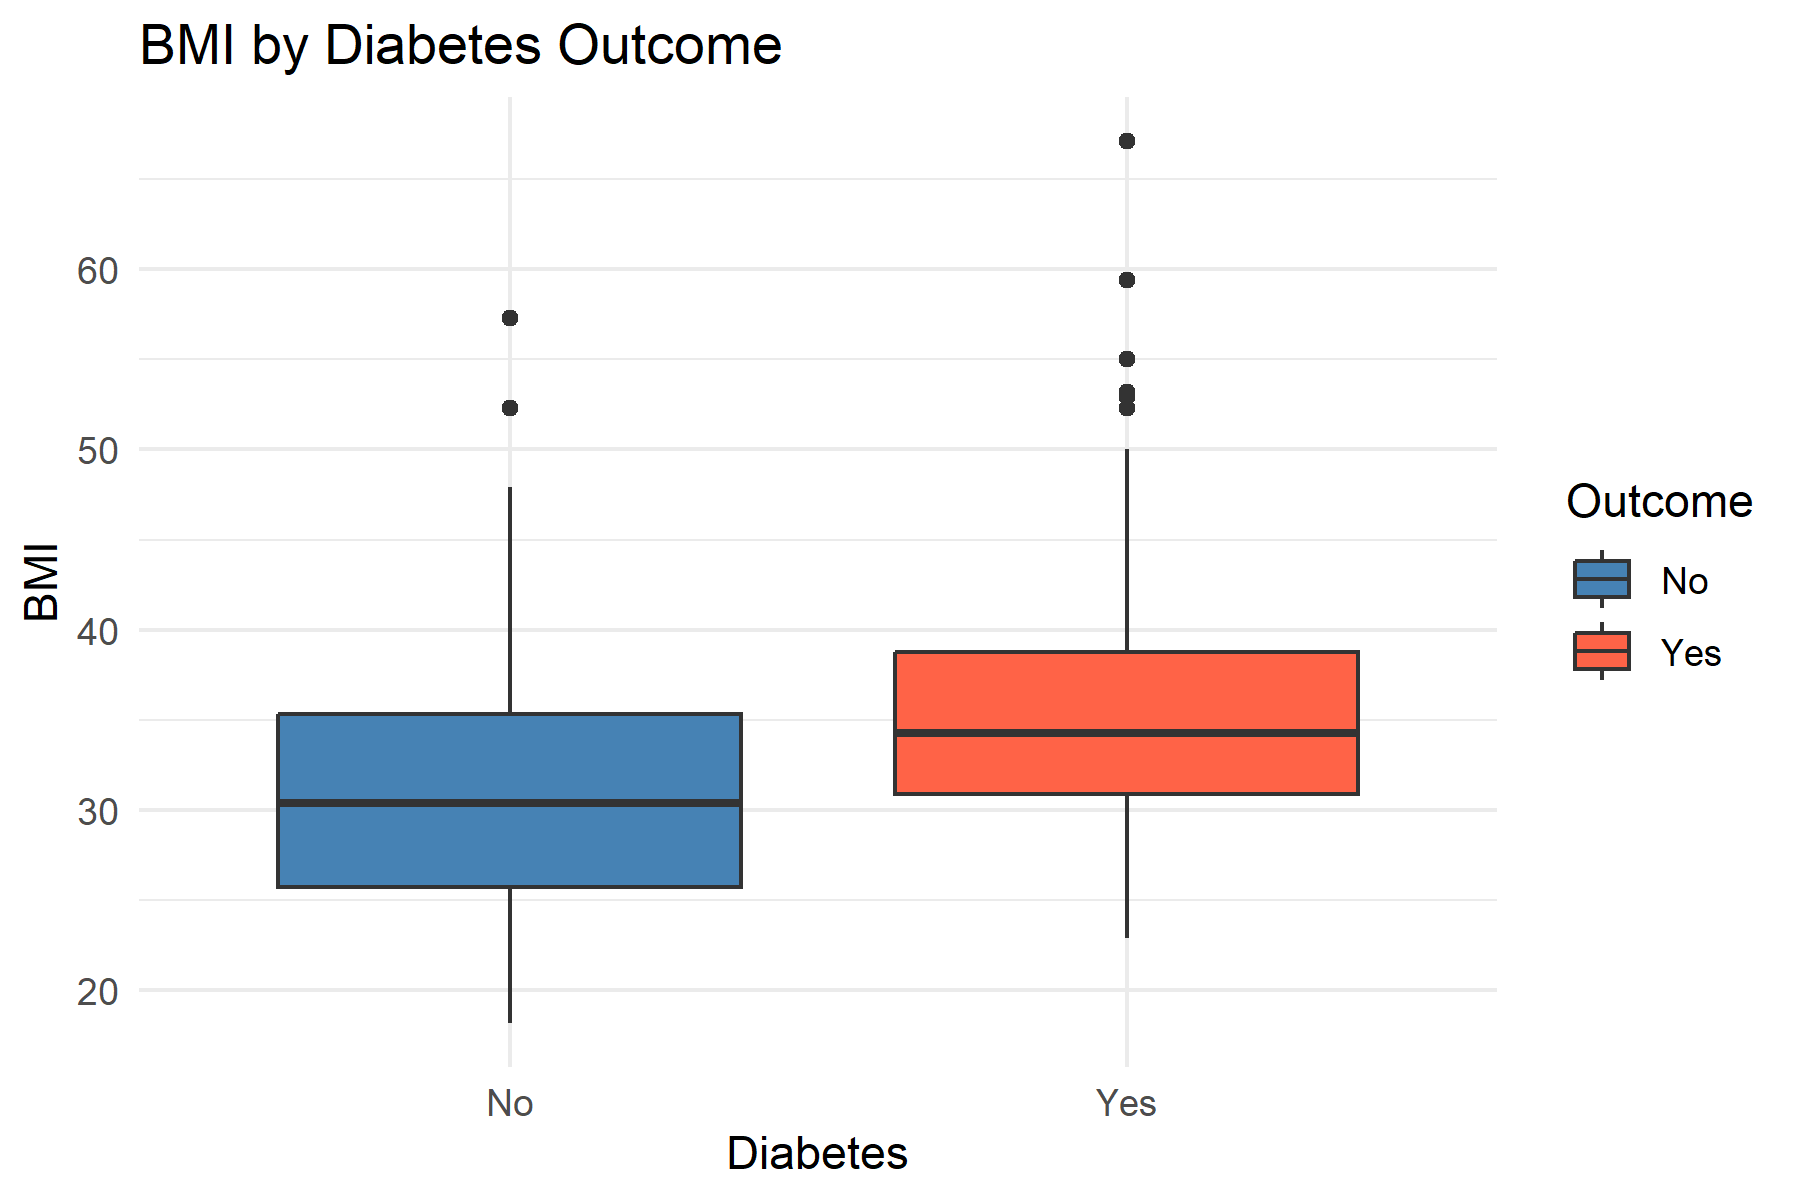 BMI by Diabetes Outcome
BMI
60
50
40
30
20
No
Yes
Diabetes
Outcome
No
Yes